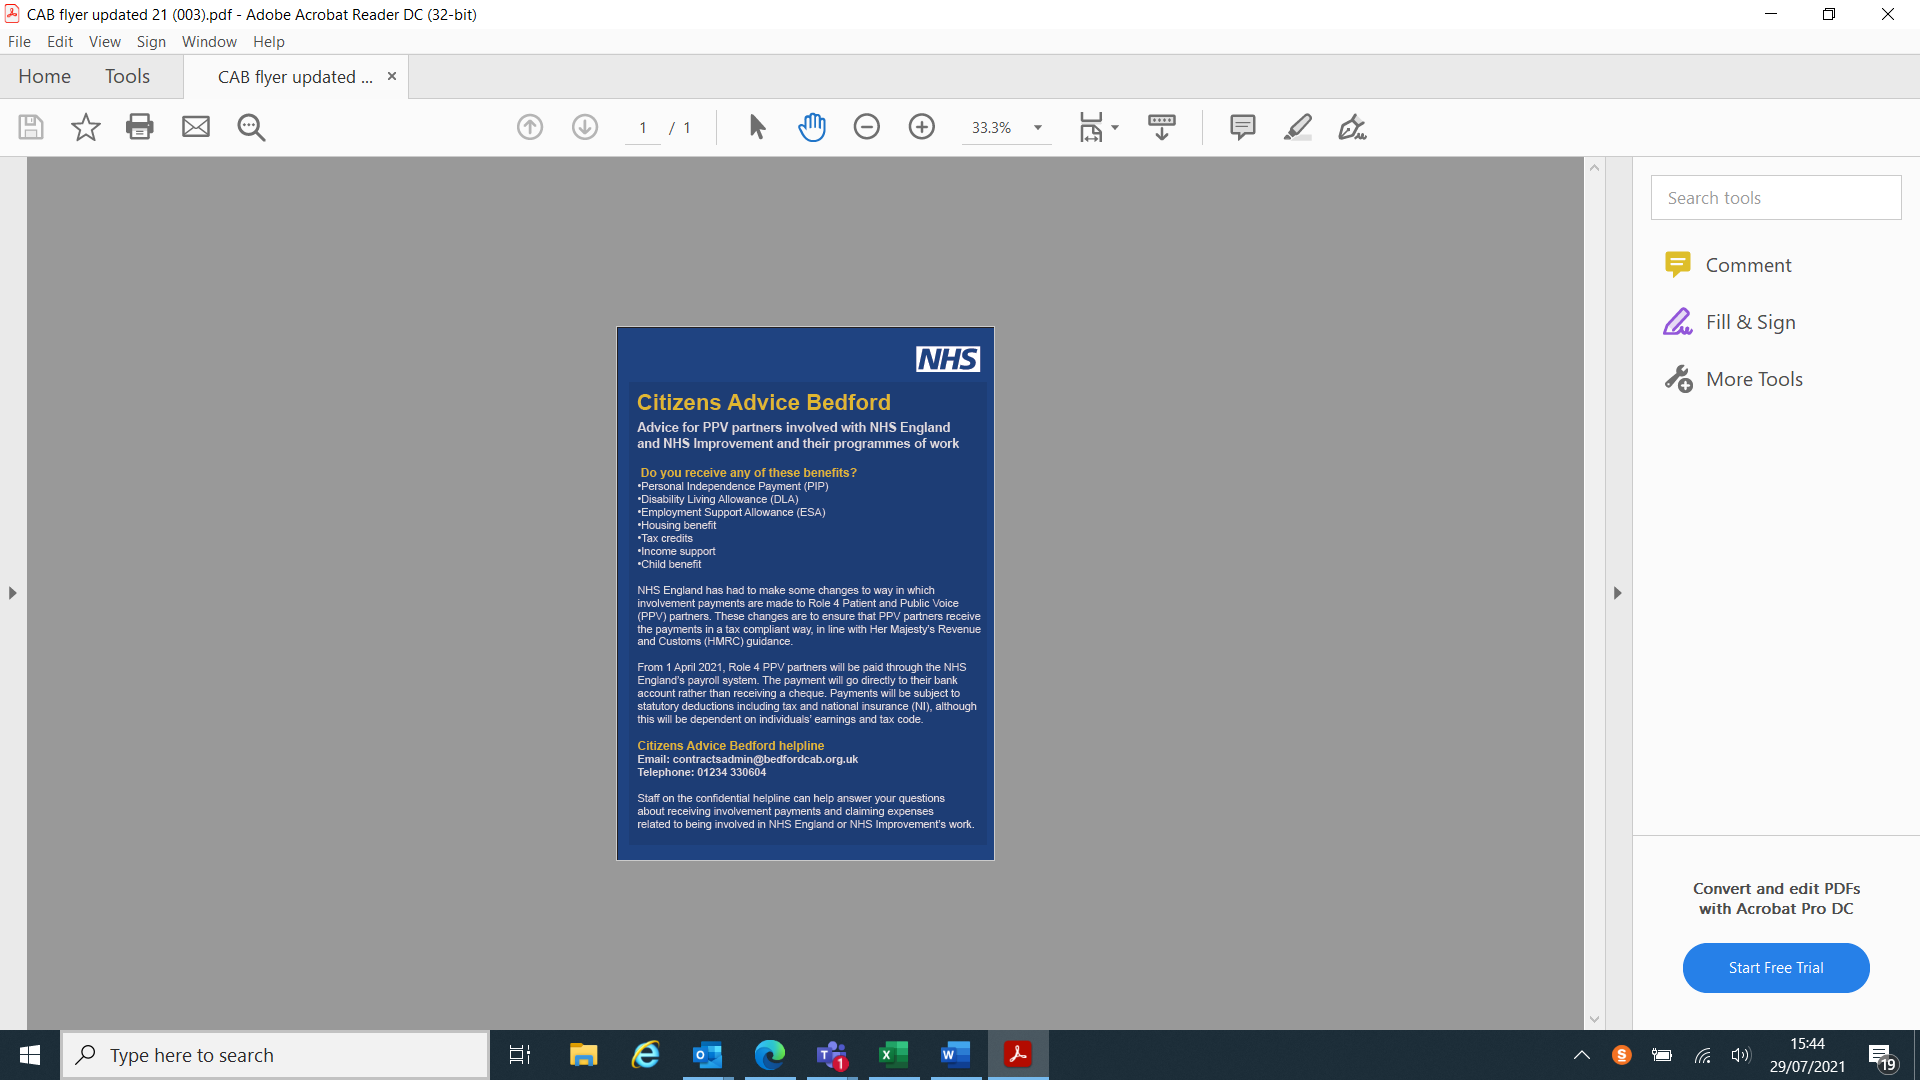 CAB flyer updated 21 (003).pdf - Adobe Acrobat Reader DC (32-bit)
File Edit View Sign Window Help
Home Tools CAB flyer updated ... ×
1 / 1 33.3%
Search tools
Comment
Fill & Sign
More Tools
NHS
Citizens Advice Bedford
Advice for PPV partners involved with NHS England
and NHS Improvement and their programmes of work
Do you receive any of these benefits?
•Personal Independence Payment (PIP)
•Disability Living Allowance (DLA)
•Employment Support Allowance (ESA)
•Housing benefit
•Tax credits
•Income support
•Child benefit
NHS England has had to make some changes to way in which
involvement payments are made to Role 4 Patient and Public Voice
(PPV) partners. These changes are to ensure that PPV partners receive
the payments in a tax compliant way, in line with Her Majesty's Revenue
and Customs (HMRC) guidance.
From 1 April 2021, Role 4 PPV partners will be paid through the NHS
England's payroll system. The payment will go directly to their bank
account rather than receiving a cheque. Payments will be subject to
statutory deductions including tax and national insurance (NI), although
this will be dependent on individuals' earnings and tax code.
Citizens Advice Bedford helpline
Email: contractsadmin@bedfordcab.org.uk
Telephone: 01234 330604
Staff on the confidential helpline can help answer your questions
about receiving involvement payments and claiming expenses
related to being involved in NHS England or NHS Improvement's work.
Convert and edit PDFs
with Acrobat Pro DC
Start Free Trial
Type here to search
15:44
29/07/2021
19